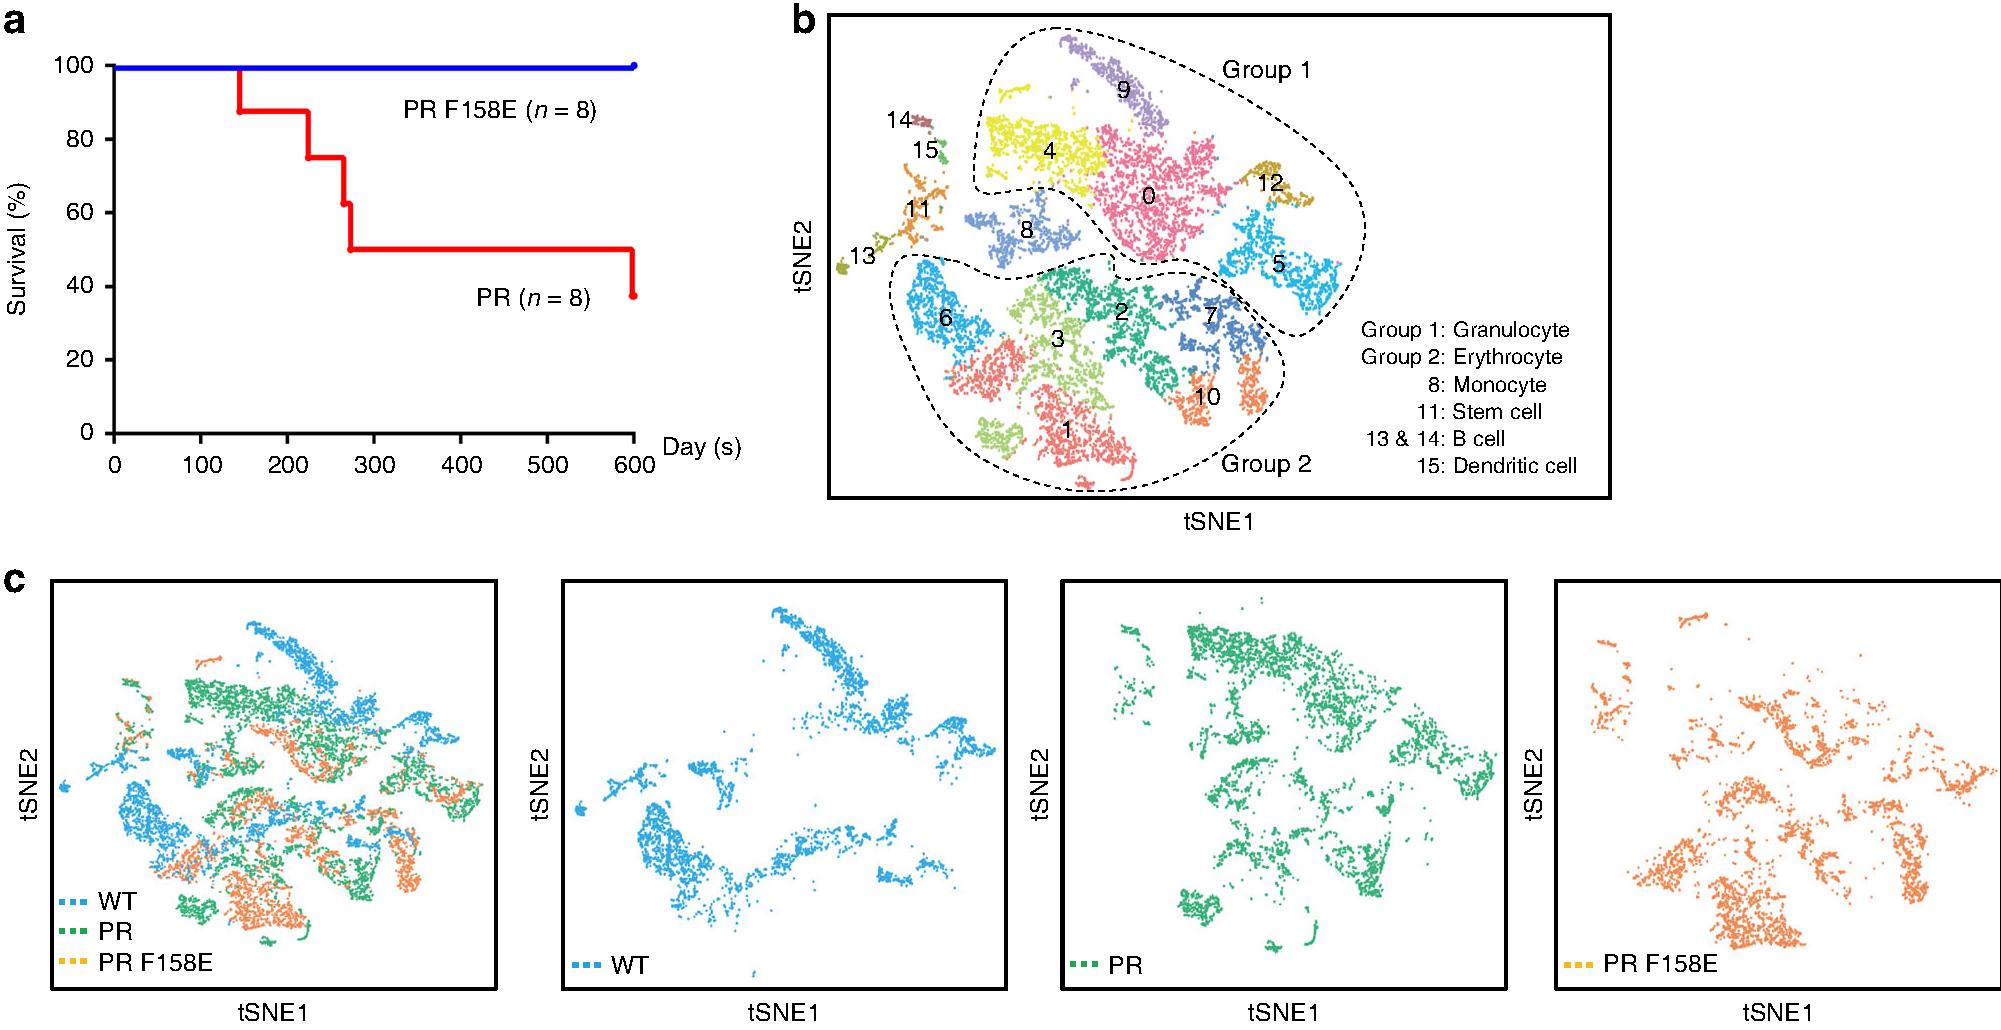 a
100
80
60
40
20
0
Survival (%)
PR F158E (n = 8)
PR (n = 8)
0 100 200 300 400 500 600
Day (s)
b
tSNE2
Group 1
9
14
15
4
12
0
11
8
13
5
6
2
7
3
10
1
Group 2
Group 1: Granulocyte
Group 2: Erythrocyte
8: Monocyte
11: Stem cell
13 & 14: B cell
15: Dendritic cell
tSNE1
c
tSNE2
WT
PR
PR F158E
tSNE1
tSNE2
WT
tSNE1
tSNE2
PR
tSNE1
tSNE2
PR F158E
tSNE1